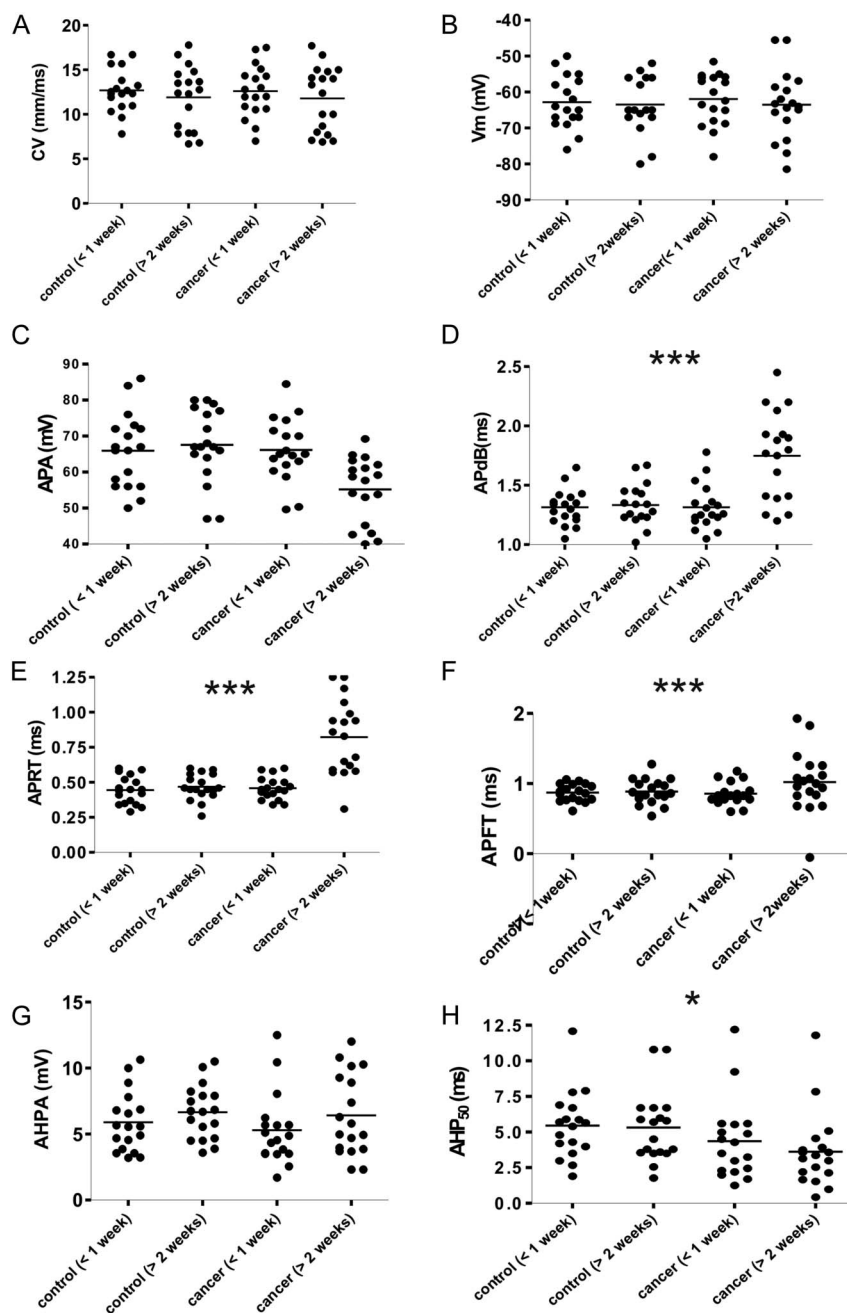 A
CV (mm/ms)
20
15
10
5
0
control (< 1 week)
control (> 2 weeks)
cancer (< 1 week)
cancer (> 2 weeks)
B
Vm (mV)
-40
-50
-60
-70
-80
-90
control (< 1 week)
control (> 2weeks)
cancer(< 1 week)
cancer (> 2 weeks)
C
APA (mV)
90
80
70
60
50
40
control (< 1 week)
control (> 2 weeks)
cancer (< 1 week)
cancer (> 2 weeks)
D
***
APdB(ms)
2.5
2.0
1.5
1.0
control (< 1 week)
control (> 2 weeks)
cancer (<1 week)
cancer (>2 weeks)
E
***
APRT (ms)
1.25
1.00
0.75
0.50
0.25
0.00
control (< 1 week)
control (> 2 weeks)
cancer (< 1 week)
cancer (> 2 weeks)
F
***
APFT (ms)
2
1
0
control (< 1week)
control (> 2 weeks)
cancer (< 1 week)
cancer (> 2weeks)
G
AHPA (mV)
15
10
5
0
control (< 1 week)
control (> 2 weeks)
cancer (< 1 week)
cancer (> 2 weeks)
H
*
AHP50 (ms)
12.5
10.0
7.5
5.0
2.5
0.0
control (< 1 week)
control (> 2 weeks)
cancer (< 1 week)
cancer (> 2 weeks)